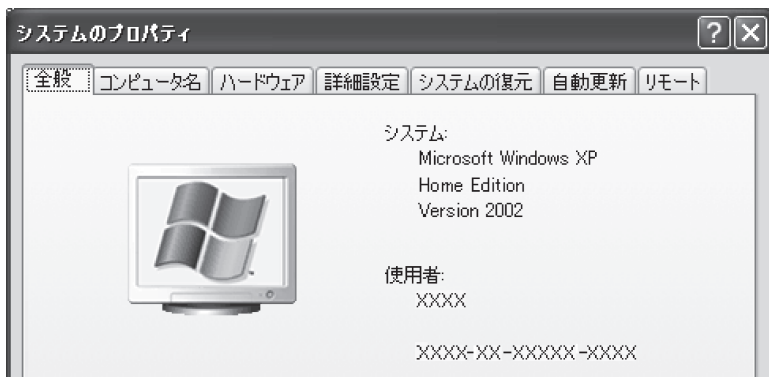 システムのプロパティ
?
全般 コンピュータ名 ハードウェア 詳細設定 システムの復元 自動更新 リモート
システム:
Microsoft Windows XP
Home Edition
Version 2002
使用者:
XXXX
XXXX-XX-XXXXX-XXXX